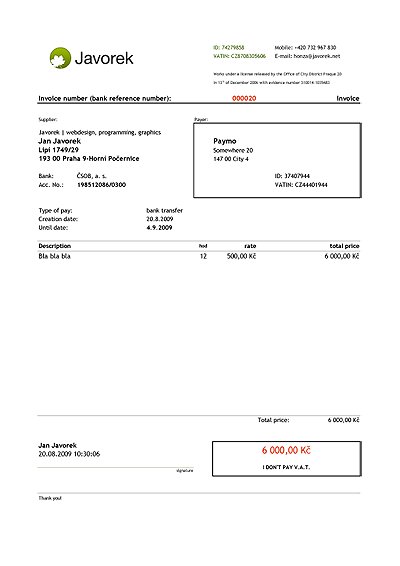 Javorek
ID: 74279858 Mobile: +420 732 967 830
VATIN: CZ8708305606 E-mail: honza@javorek.net
Works under a license released by the Office of City District Prague 20
in 13th of December 2006 with evidence number
Invoice number (bank reference number): 000020 Invoice
Supplier: Payer:
Javorek | webdesign, programming, graphics
Jan Javorek
Lipí 1749/29
193 00 Praha 9-Horní Počernice
Paymo
Somewhere 20
147 00 City 4
Bank: ČSOB, a. s.
Acc. No.: 198512086/0300
ID: 37407944
VATIN: CZ44401944
Type of pay: bank transfer
Creation date: 20.8.2009
Until date: 4.9.2009
Description hod rate total price
Bla bla bla 12 500,00 Kč 6 000,00 Kč
Total price: 6 000,00 Kč
Jan Javorek
20.08.2009 10:30:06
signature
6 000,00 Kč
I DON'T PAY V.A.T.
Thank you!